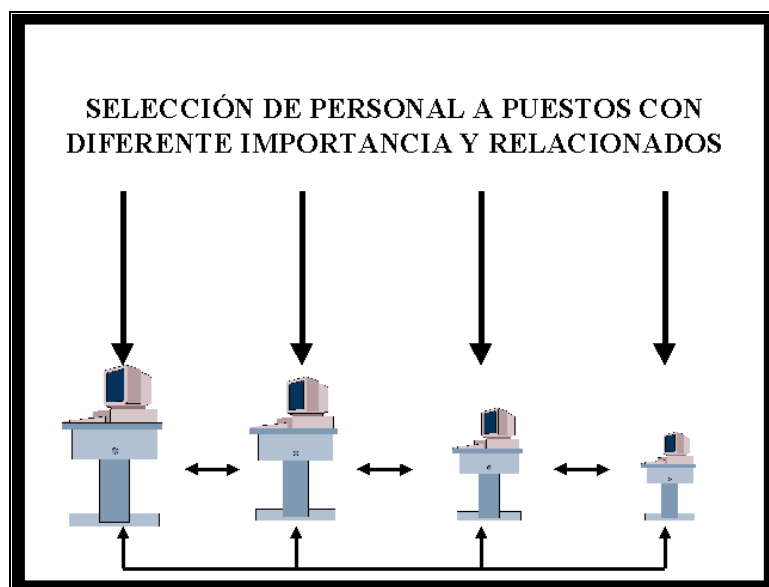 SELECCIÓN DE PERSONAL A PUESTOS CON
DIFERENTE IMPORTANCIA Y RELACIONADOS